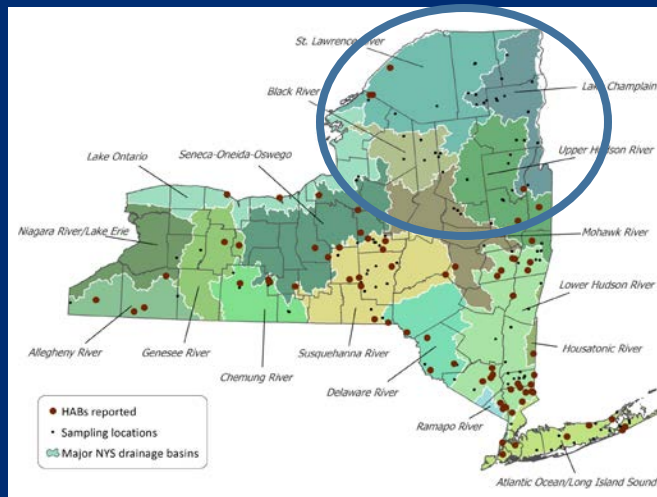 St. Lawrence River
Lake Champlain
Black River
Upper Hudson River
Lake Ontario
Seneca-Oneida-Oswego
Niagara River/Lake Erie
Mohawk River
Lower Hudson River
Allegheny River
Genesee River
Susquehanna River
Housatonic River
Chemung River
Delaware River
Ramapo River
Atlantic Ocean/Long Island Sound
HABs reported
Sampling locations
Major NYS drainage basins